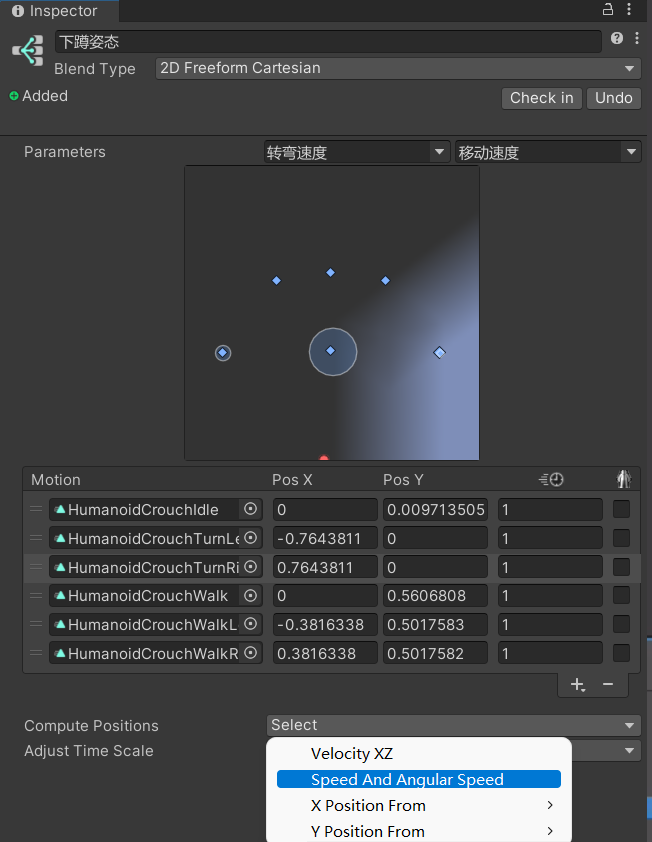 Inspector
下蹲姿态
Blend Type 2D Freeform Cartesian
Added Check in Undo
Parameters 转弯速度 移动速度
Motion Pos X Pos Y
HumanoidCrouchIdle 0 0.009713505 1
HumanoidCrouchTurnLe -0.7643811 0 1
HumanoidCrouchTurnRi 0.7643811 0 1
HumanoidCrouchWalk 0 0.5606808 1
HumanoidCrouchWalkL -0.3816338 0.5017583 1
HumanoidCrouchWalkR 0.3816338 0.5017582 1
Compute Positions Select
Adjust Time Scale
Velocity XZ
Speed And Angular Speed
X Position From
Y Position From